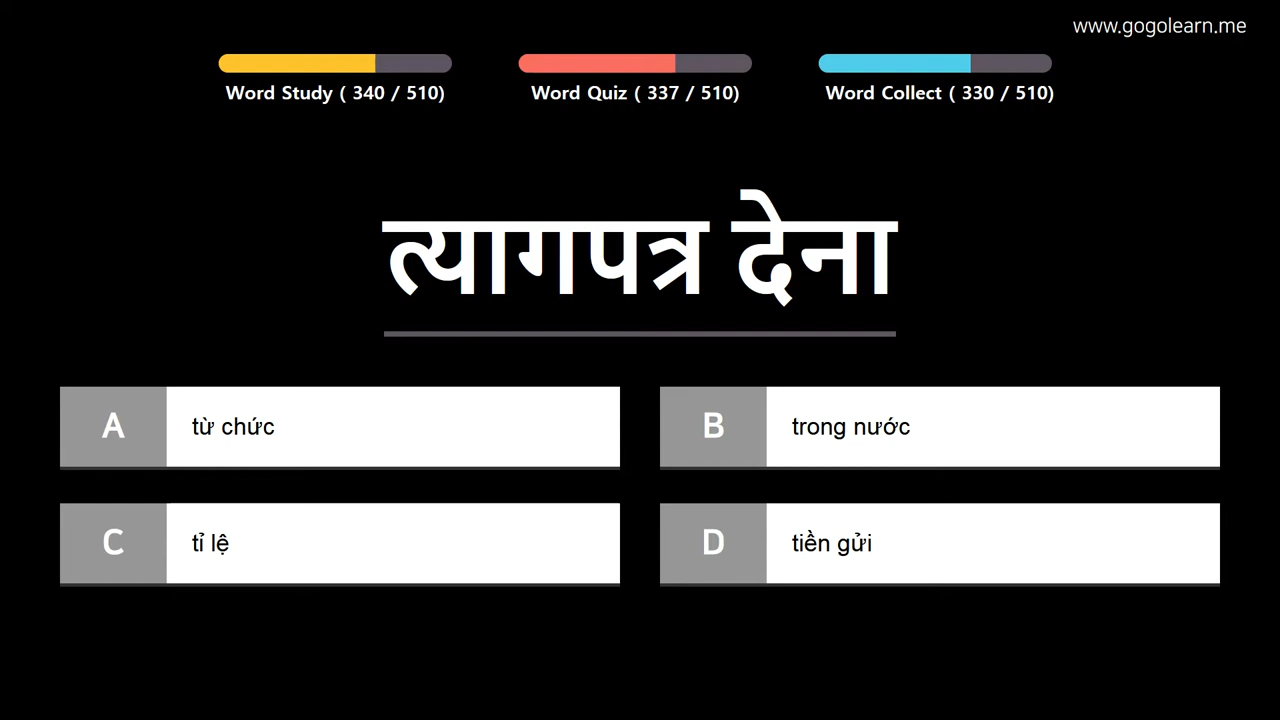 www.gogolearn.me
Word Study ( 340 / 510)
Word Quiz ( 337 / 510)
Word Collect ( 330 / 510)
त्यागपत्र देना
A
từ chức
B
trong nước
C
tỉ lệ
D
tiền gửi